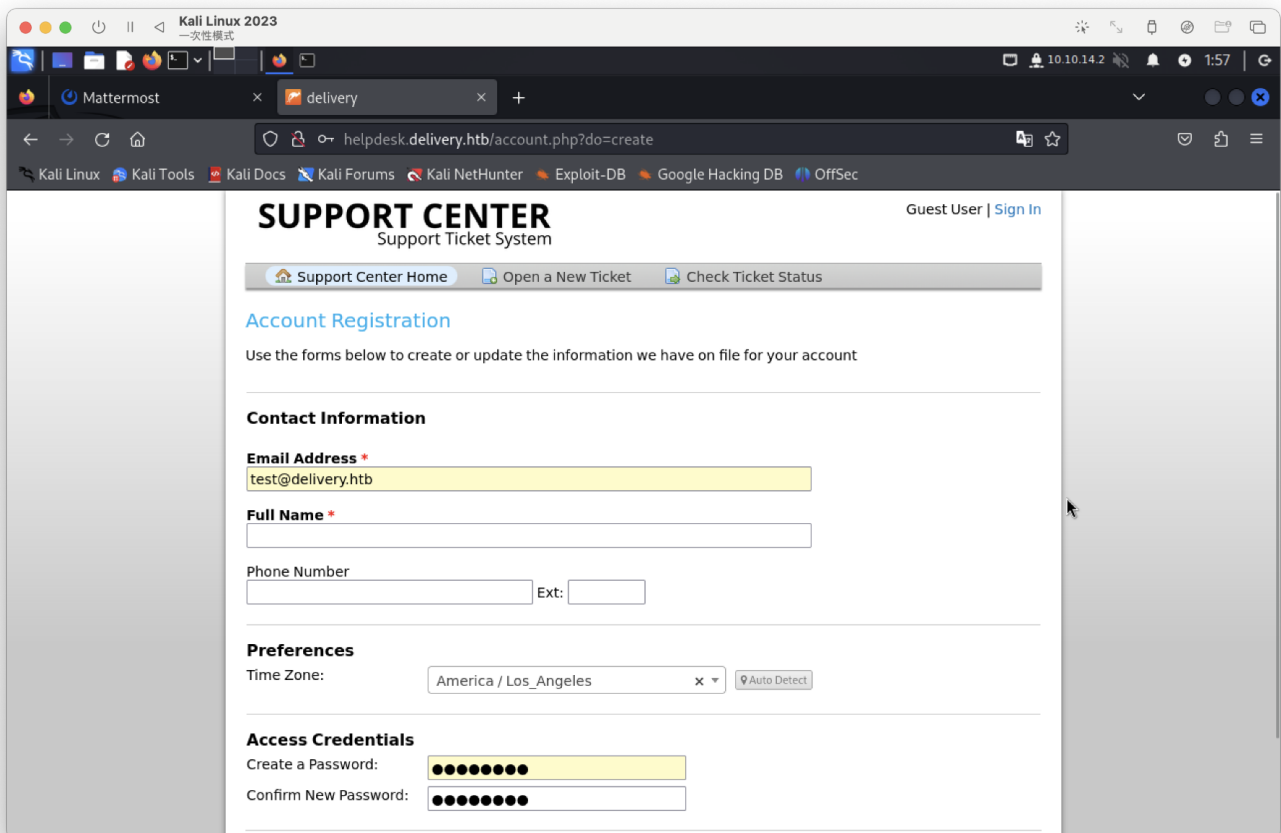 Kali Linux 2023
一次性模式
10.10.14.2 1:57
Mattermost delivery
helpdesk.delivery.htb/account.php?do=create
Kali Linux Kali Tools Kali Docs Kali Forums Kali NetHunter Exploit-DB Google Hacking DB OffSec
SUPPORT CENTER
Support Ticket System
Guest User | Sign In
Support Center Home Open a New Ticket Check Ticket Status
Account Registration
Use the forms below to create or update the information we have on file for your account
Contact Information
Email Address *
test@delivery.htb
Full Name *
Phone Number
Ext:
Preferences
Time Zone: America / Los_Angeles Auto Detect
Access Credentials
Create a Password: ●●●●●●●●
Confirm New Password: ●●●●●●●●